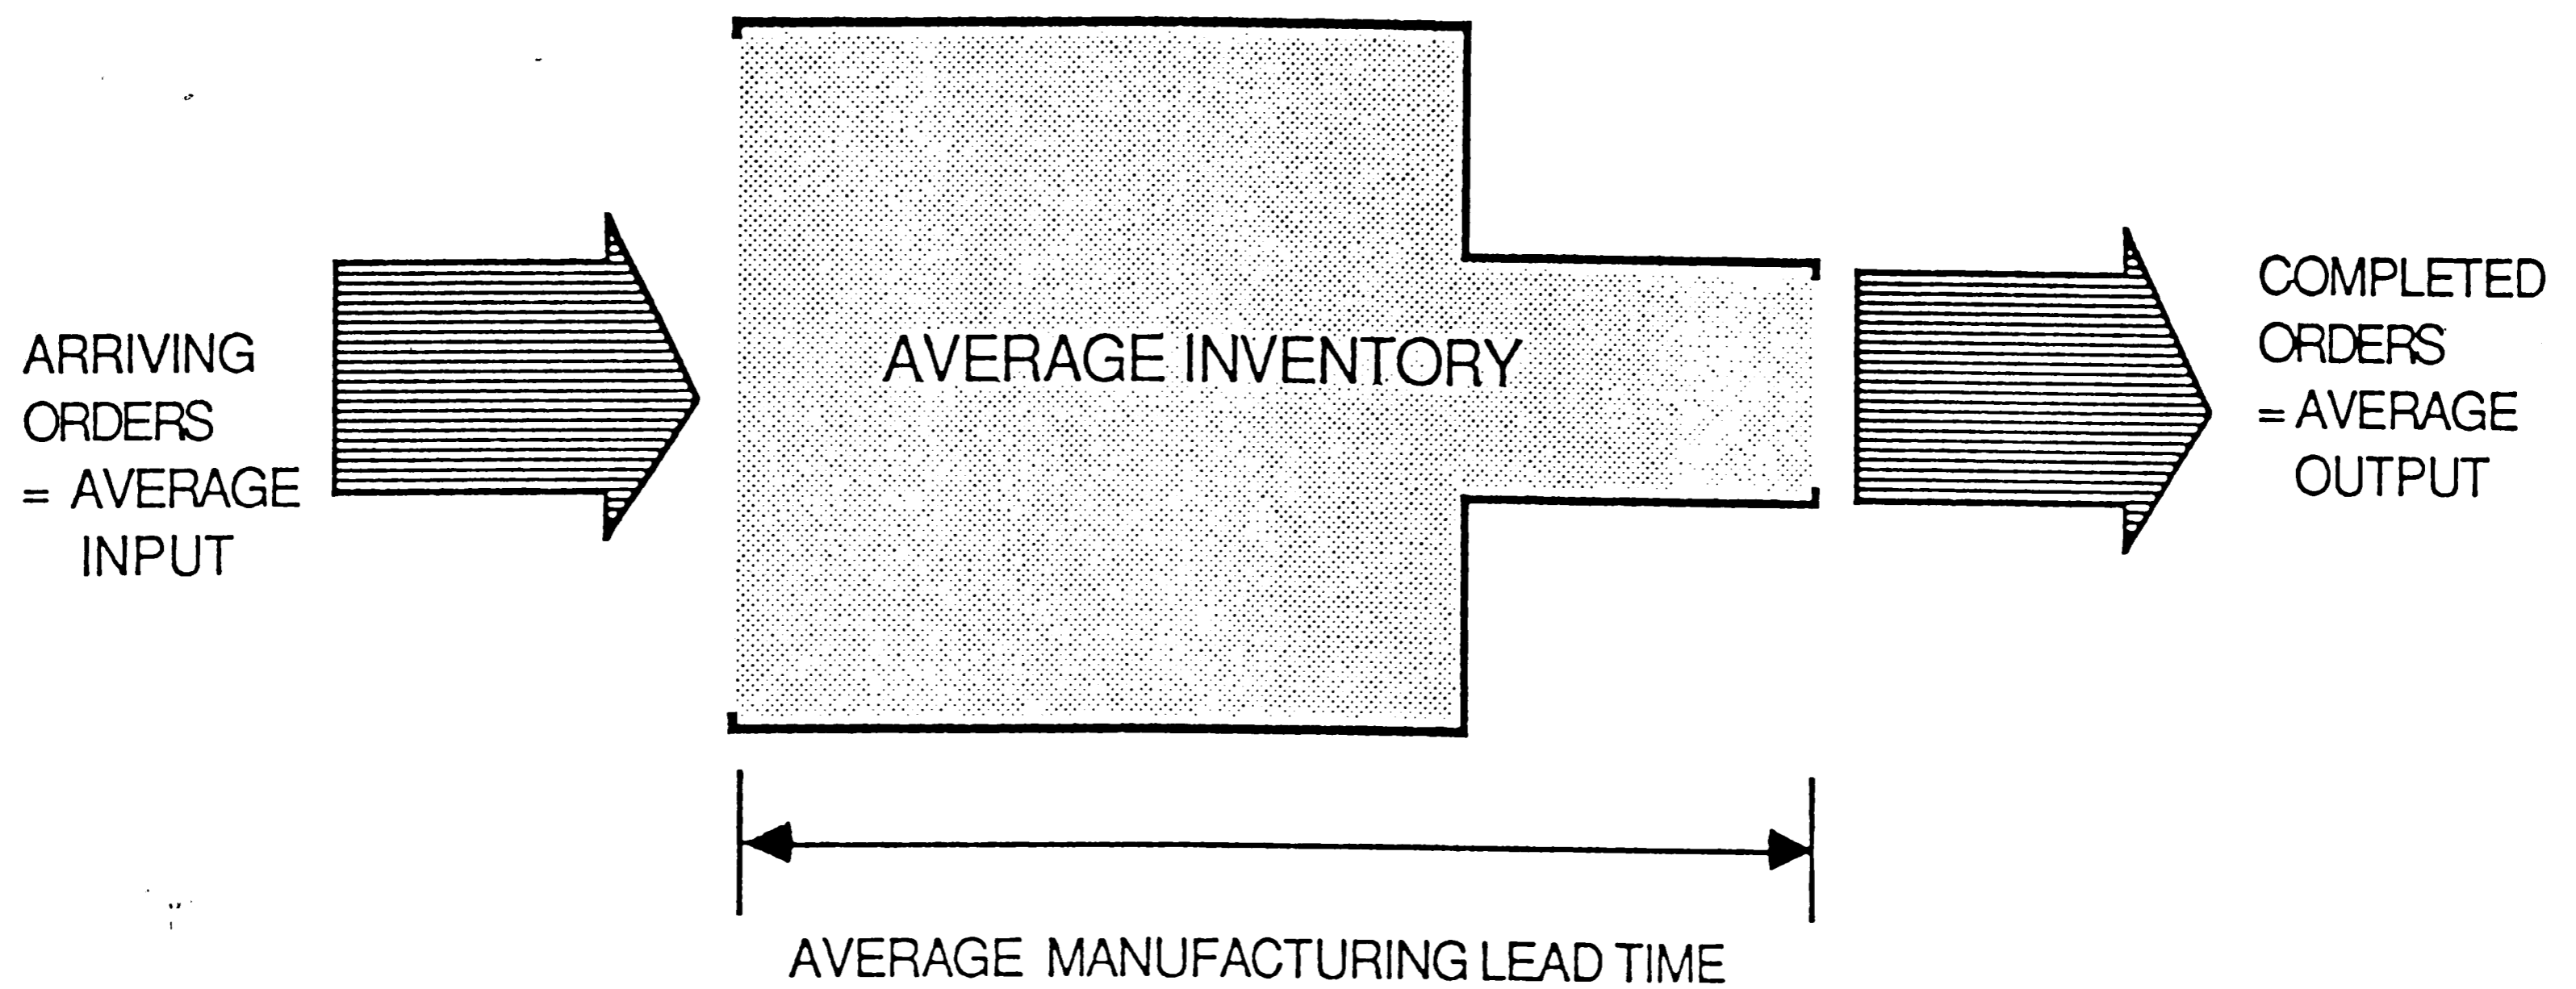 ARRIVING
ORDERS
= AVERAGE
INPUT
AVERAGE INVENTORY
COMPLETED
ORDERS
= AVERAGE
OUTPUT
AVERAGE MANUFACTURING LEAD TIME